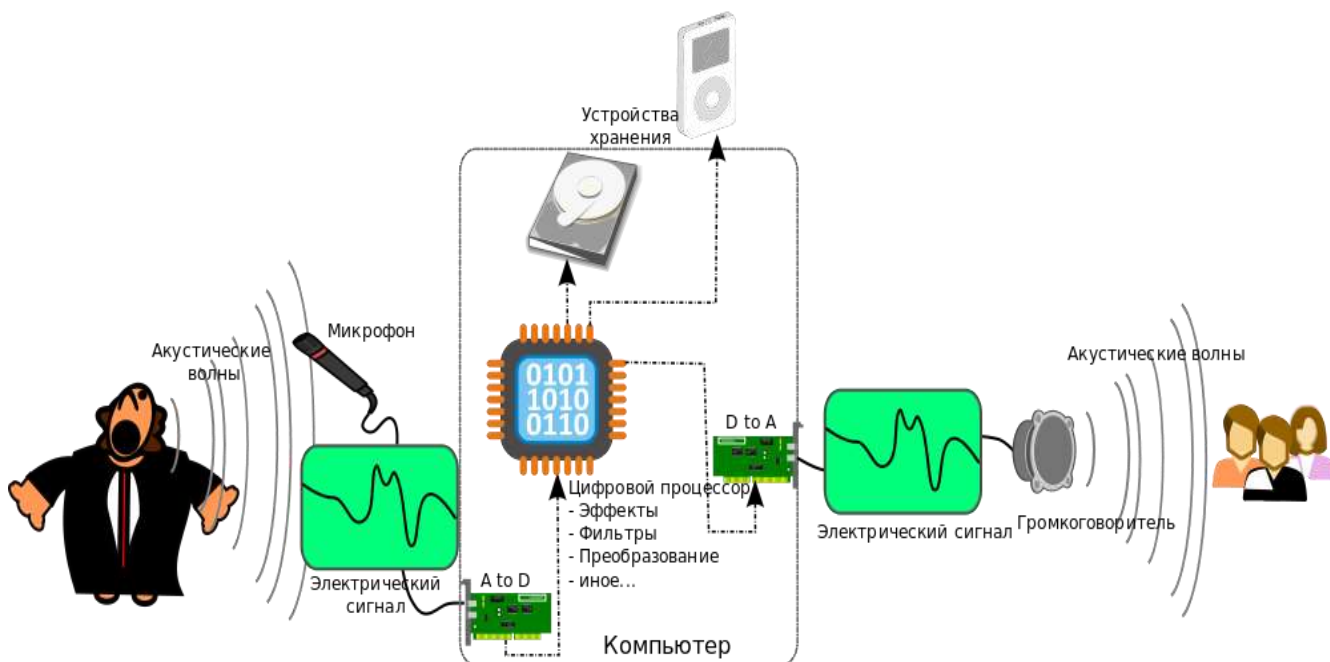 Устройства
хранения
Микрофон
Акустические
волны
0101
1010
0110
Акустические волны
D to A
Цифровой процессор
- Эффекты
- Фильтры
- Преобразование
- иное...
Электрический сигнал
Громкоговоритель
Электрический
сигнал
A to D
Компьютер